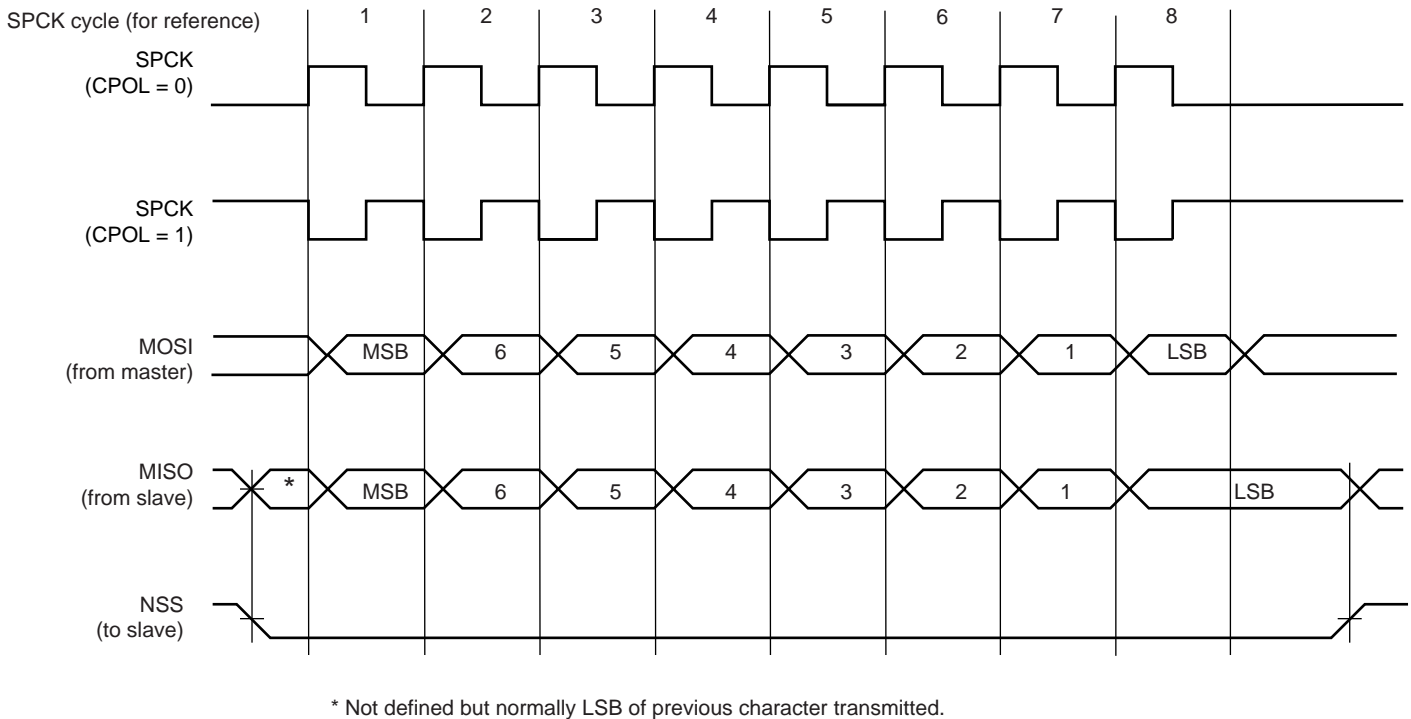 SPCK cycle (for reference) 1 2 3 4 5 6 7 8
SPCK
(CPOL = 0)
SPCK
(CPOL = 1)
MOSI
(from master)
MSB 6 5 4 3 2 1 LSB
MISO
(from slave)
* MSB 6 5 4 3 2 1 LSB
NSS
(to slave)
* Not defined but normally LSB of previous character transmitted.